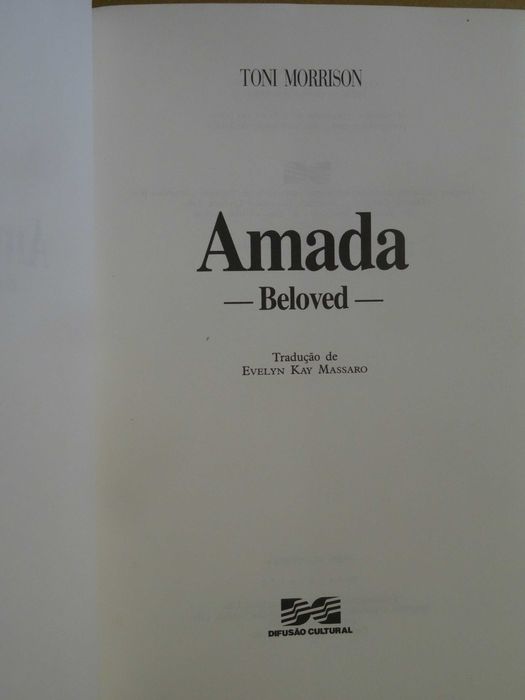 TONI MORRISON
Amada
— Beloved —
Tradução de
EVELYN KAY MASSARO
DIFUSÃO CULTURAL